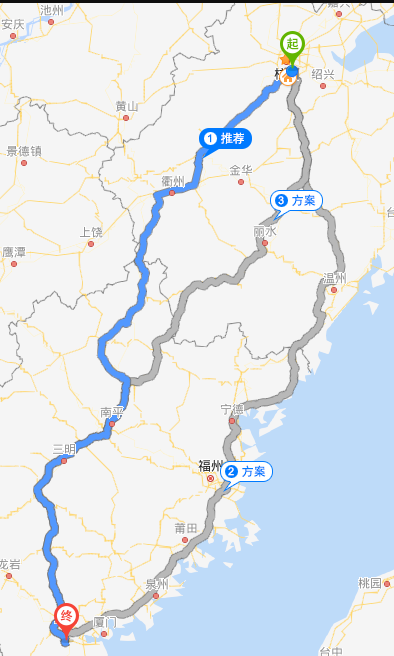 池州
安庆
起
杭
绍兴
黄山
1 推荐
景德镇
金华
衢州
3 方案
上饶
丽水
鹰潭
温州
南平
宁德
三明
福州
2 方案
莆田
龙岩
泉州
桃园
终
厦门
台中